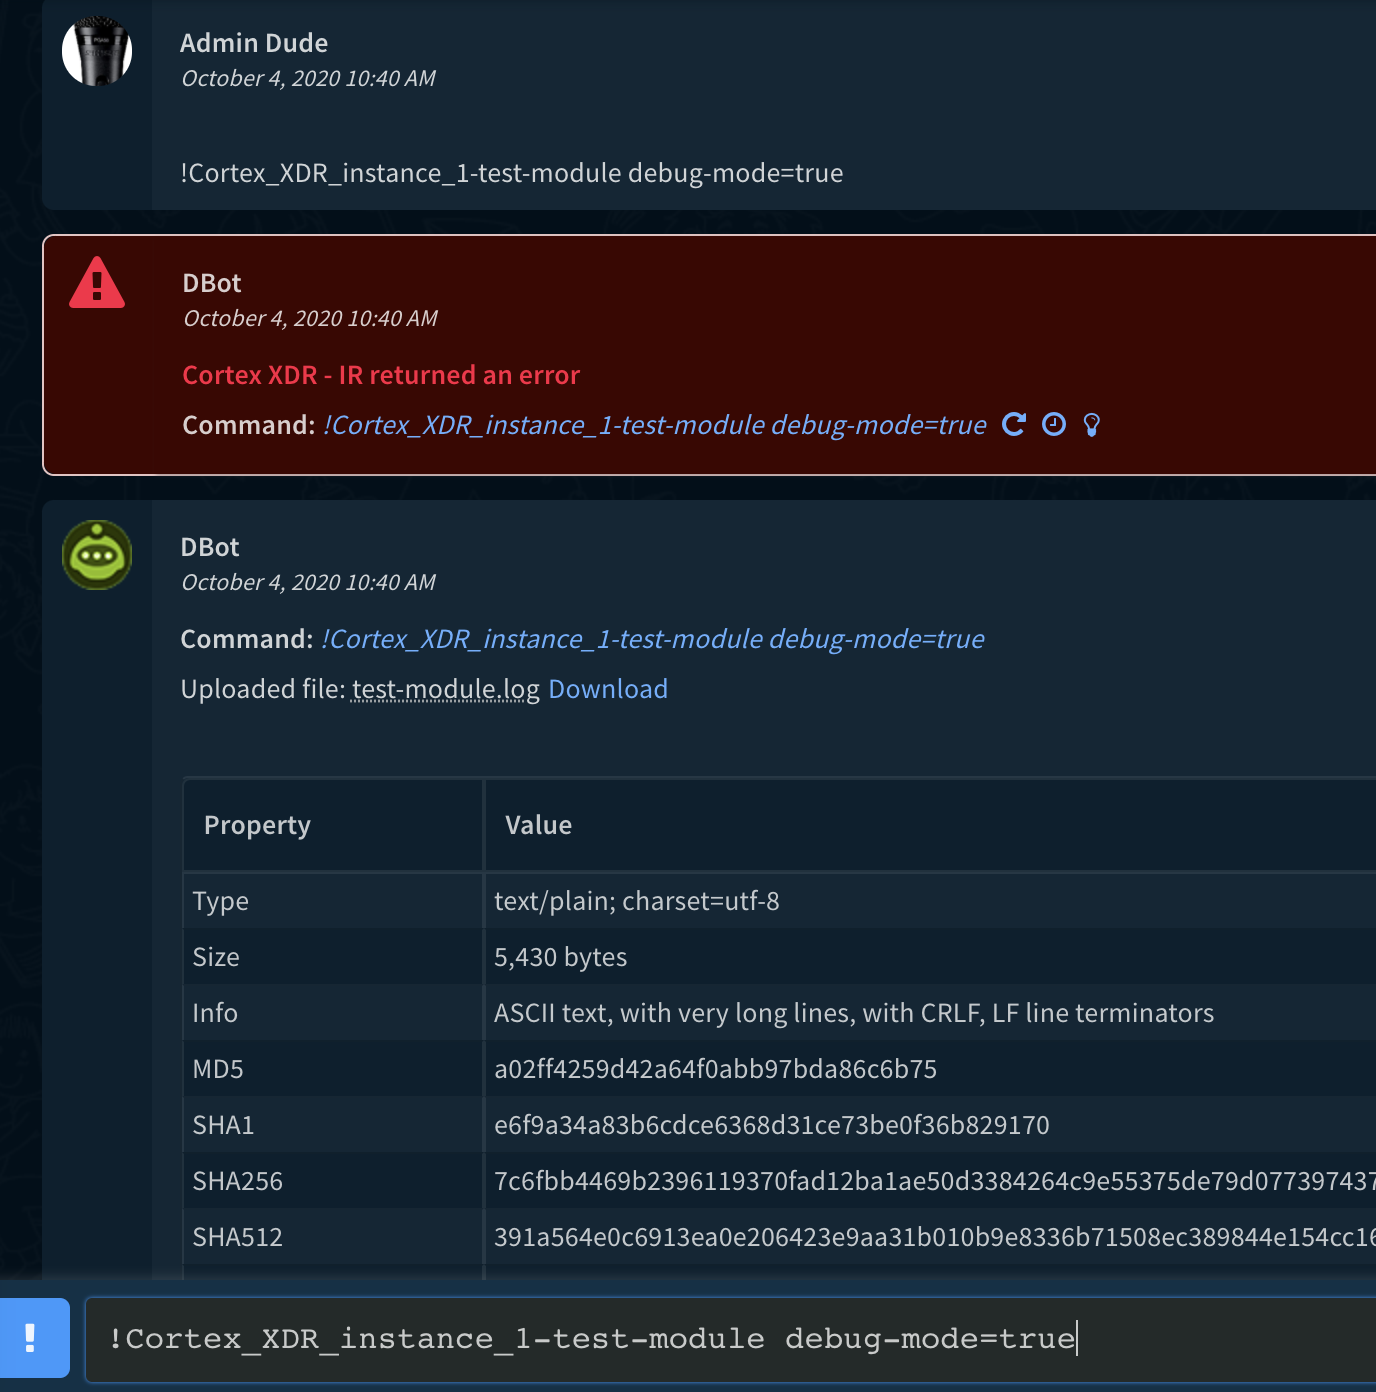 Admin Dude
October 4, 2020 10:40 AM
!Cortex_XDR_instance_1-test-module debug-mode=true
DBot
October 4, 2020 10:40 AM
Cortex XDR - IR returned an error
Command: !Cortex_XDR_instance_1-test-module debug-mode=true
DBot
October 4, 2020 10:40 AM
Command: !Cortex_XDR_instance_1-test-module debug-mode=true
Uploaded file: test-module.log Download
Property Value
Type text/plain; charset=utf-8
Size 5,430 bytes
Info ASCII text, with very long lines, with CRLF, LF line terminators
MD5 a02ff4259d42a64f0abb97bda86c6b75
SHA1 e6f9a34a83b6cdce6368d31ce73be0f36b829170
SHA256 7c6fbb4469b2396119370fad12ba1ae50d3384264c9e55375de79d077397437
SHA512 391a564e0c6913ea0e206423e9aa31b010b9e8336b71508ec389844e154cc16
! !Cortex_XDR_instance_1-test-module debug-mode=true